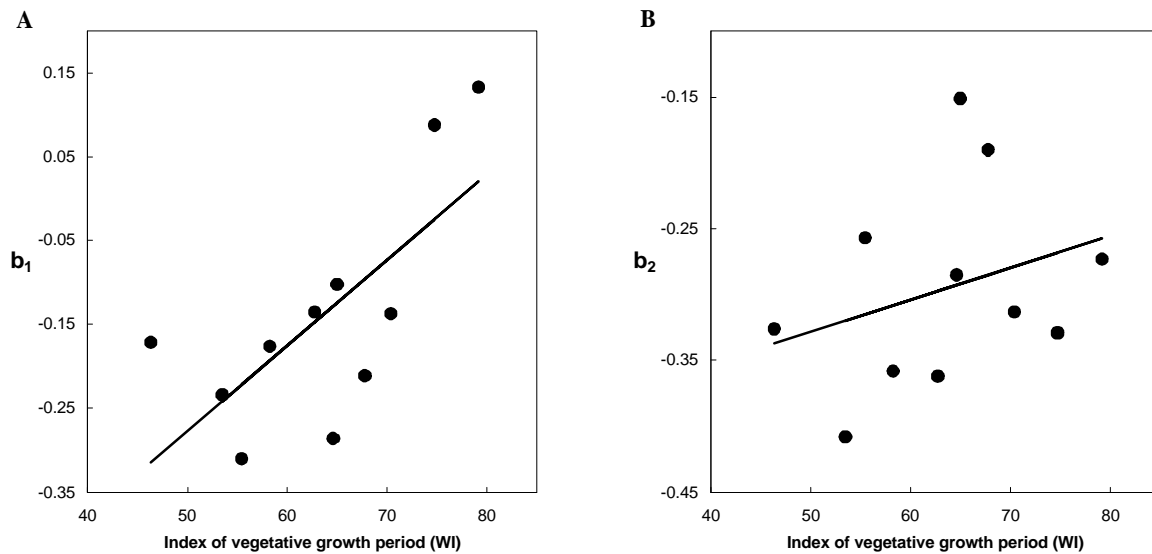 A
0.15
0.05
-0.05
b1
-0.15
-0.25
-0.35
40 50 60 70 80
Index of vegetative growth period (WI)
B
-0.15
-0.25
b2
-0.35
-0.45
40 50 60 70 80
Index of vegetative growth period (WI)